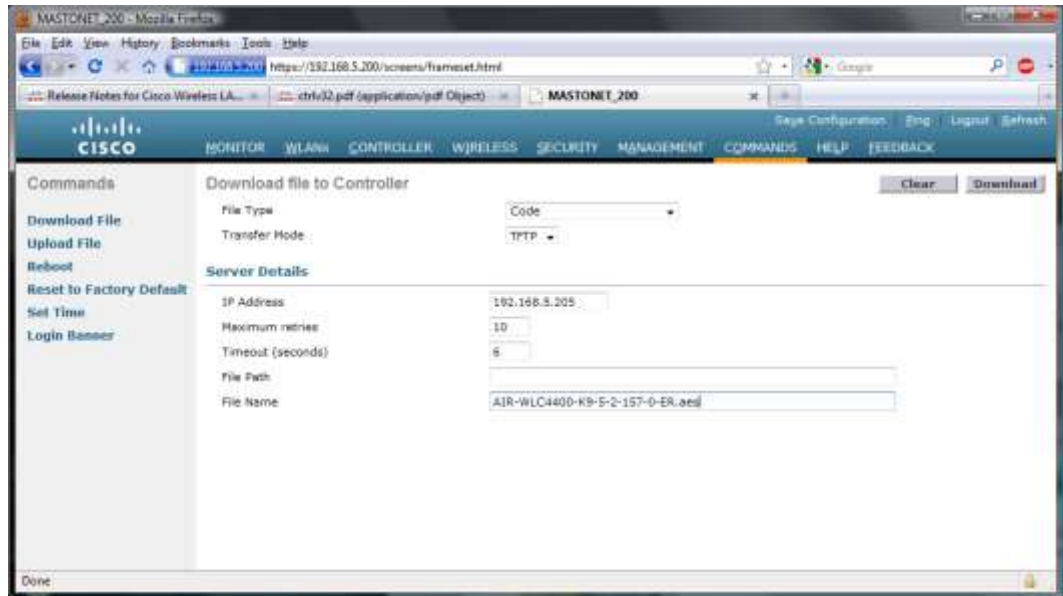 MASTONET_200 - Mozilla Firefox
File Edit View History Bookmarks Tools Help
192.168.5.200 https://192.168.5.200/screens/frameset.html Google
Release Notes for Cisco Wireless LA... ctrlv32.pdf (application/pdf Object) MASTONET_200
Save Configuration Ping Logout Refresh
CISCO MONITOR WLANs CONTROLLER WIRELESS SECURITY MANAGEMENT COMMANDS HELP FEEDBACK
Commands
Download File
Upload File
Reboot
Reset to Factory Default
Set Time
Login Banner
Download file to Controller Clear Download
File Type Code
Transfer Mode TFTP
Server Details
IP Address 192.168.5.205
Maximum retries 10
Timeout (seconds) 6
File Path
File Name AIR-WLC4400-K9-5-2-157-0-ER.aes
Done